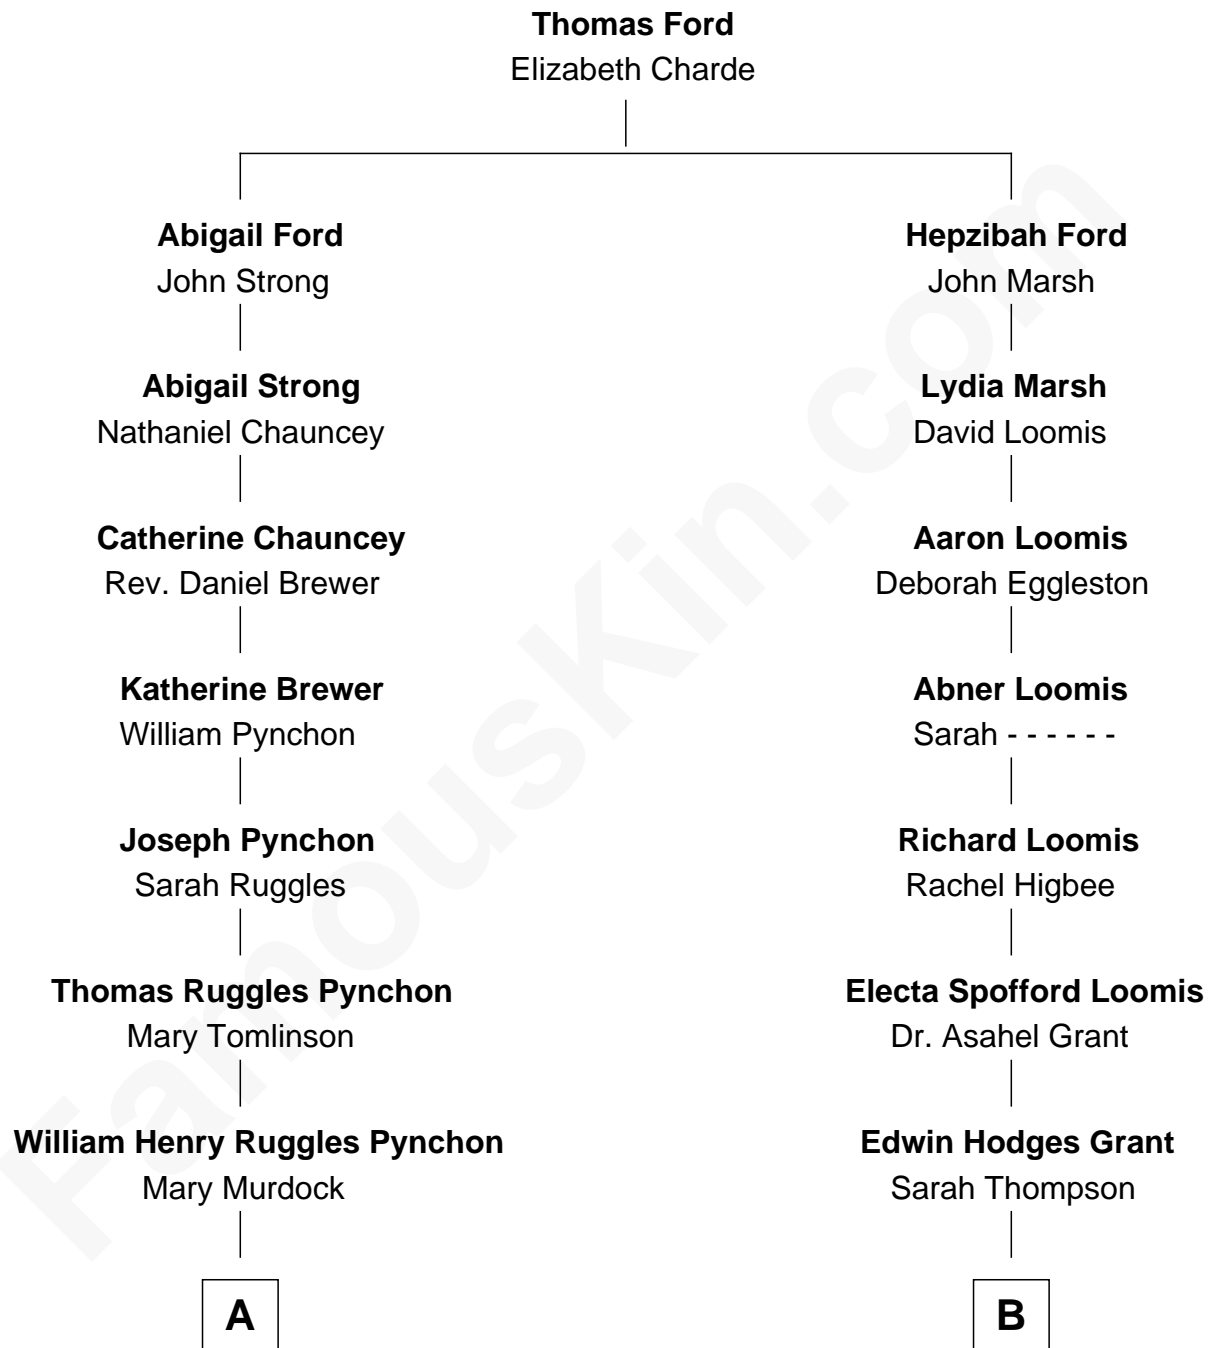 Thomas Ford
Elizabeth Charde
Abigail Ford
John Strong
Hepzibah Ford
John Marsh
Abigail Strong
Nathaniel Chauncey
Lydia Marsh
David Loomis
Catherine Chauncey
Rev. Daniel Brewer
Aaron Loomis
Deborah Eggleston
Katherine Brewer
William Pynchon
Abner Loomis
Sarah - - - - - -
Joseph Pynchon
Sarah Ruggles
Richard Loomis
Rachel Higbee
Thomas Ruggles Pynchon
Mary Tomlinson
Electa Spofford Loomis
Dr. Asahel Grant
William Henry Ruggles Pynchon
Mary Murdock
Edwin Hodges Grant
Sarah Thompson
A
B
FamousKin.com